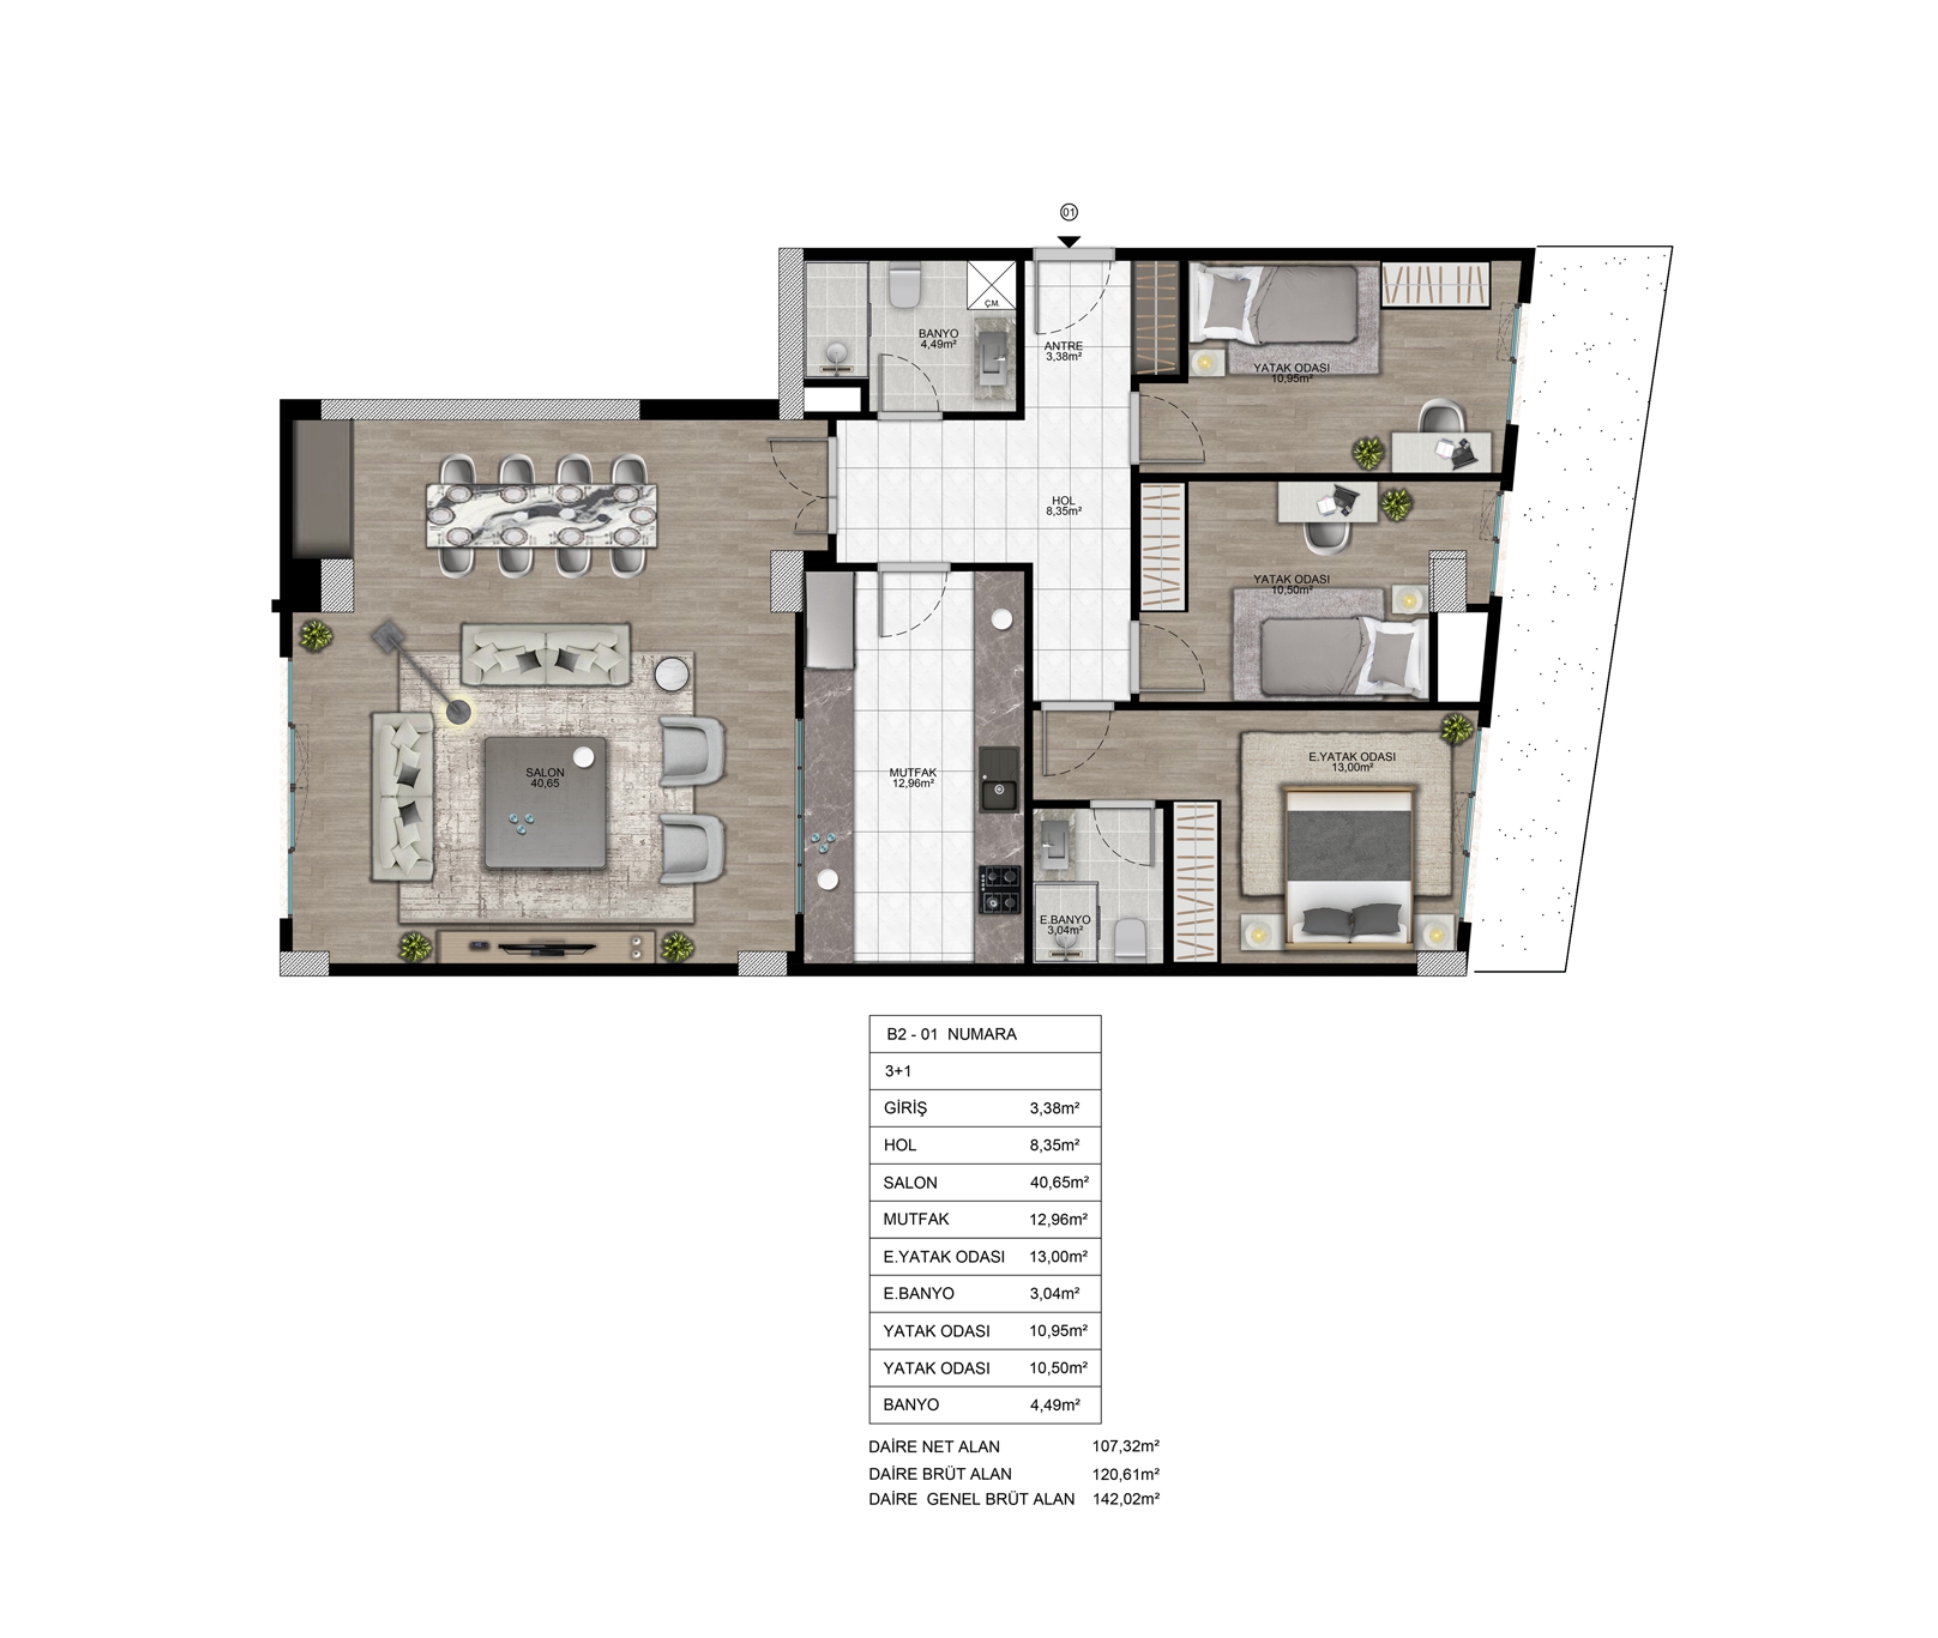 01
BANYO
4,49m²
Ç.M.
ANTRE
3,38m²
YATAK ODASI
10,95m²
HOL
8,35m²
YATAK ODASI
10,50m²
SALON
40,65
MUTFAK
12,96m²
E.YATAK ODASI
13,00m²
E.BANYO
3,04m²
B2 - 01 NUMARA
3+1
GİRİŞ 3,38m²
HOL 8,35m²
SALON 40,65m²
MUTFAK 12,96m²
E.YATAK ODASI 13,00m²
E.BANYO 3,04m²
YATAK ODASI 10,95m²
YATAK ODASI 10,50m²
BANYO 4,49m²
DAİRE NET ALAN 107,32m²
DAİRE BRÜT ALAN 120,61m²
DAİRE GENEL BRÜT ALAN 142,02m²